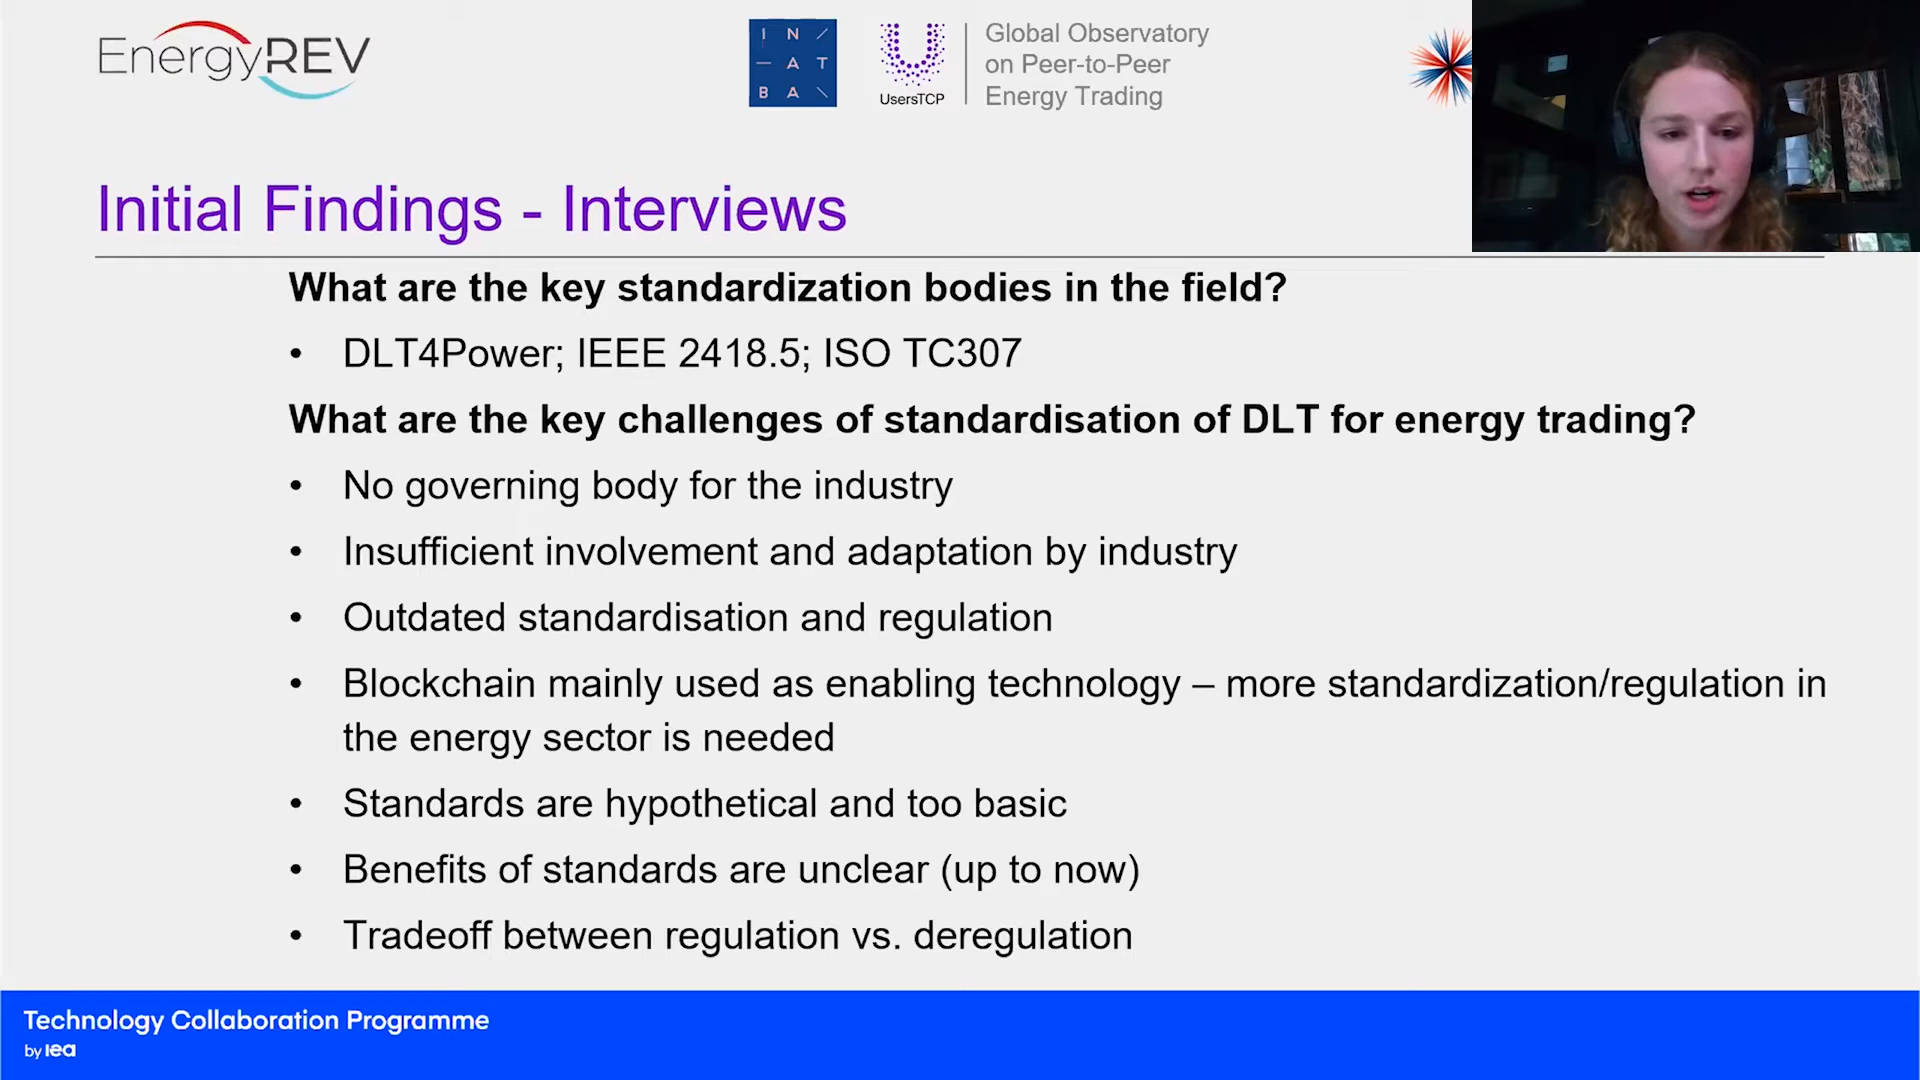 EnergyREV
I N /
— A T
B A \
UsersTCP
Global Observatory
on Peer-to-Peer
Energy Trading
Initial Findings - Interviews
What are the key standardization bodies in the field?
• DLT4Power; IEEE 2418.5; ISO TC307
What are the key challenges of standardisation of DLT for energy trading?
• No governing body for the industry
• Insufficient involvement and adaptation by industry
• Outdated standardisation and regulation
• Blockchain mainly used as enabling technology – more standardization/regulation in
the energy sector is needed
• Standards are hypothetical and too basic
• Benefits of standards are unclear (up to now)
• Tradeoff between regulation vs. deregulation
Technology Collaboration Programme
by iea